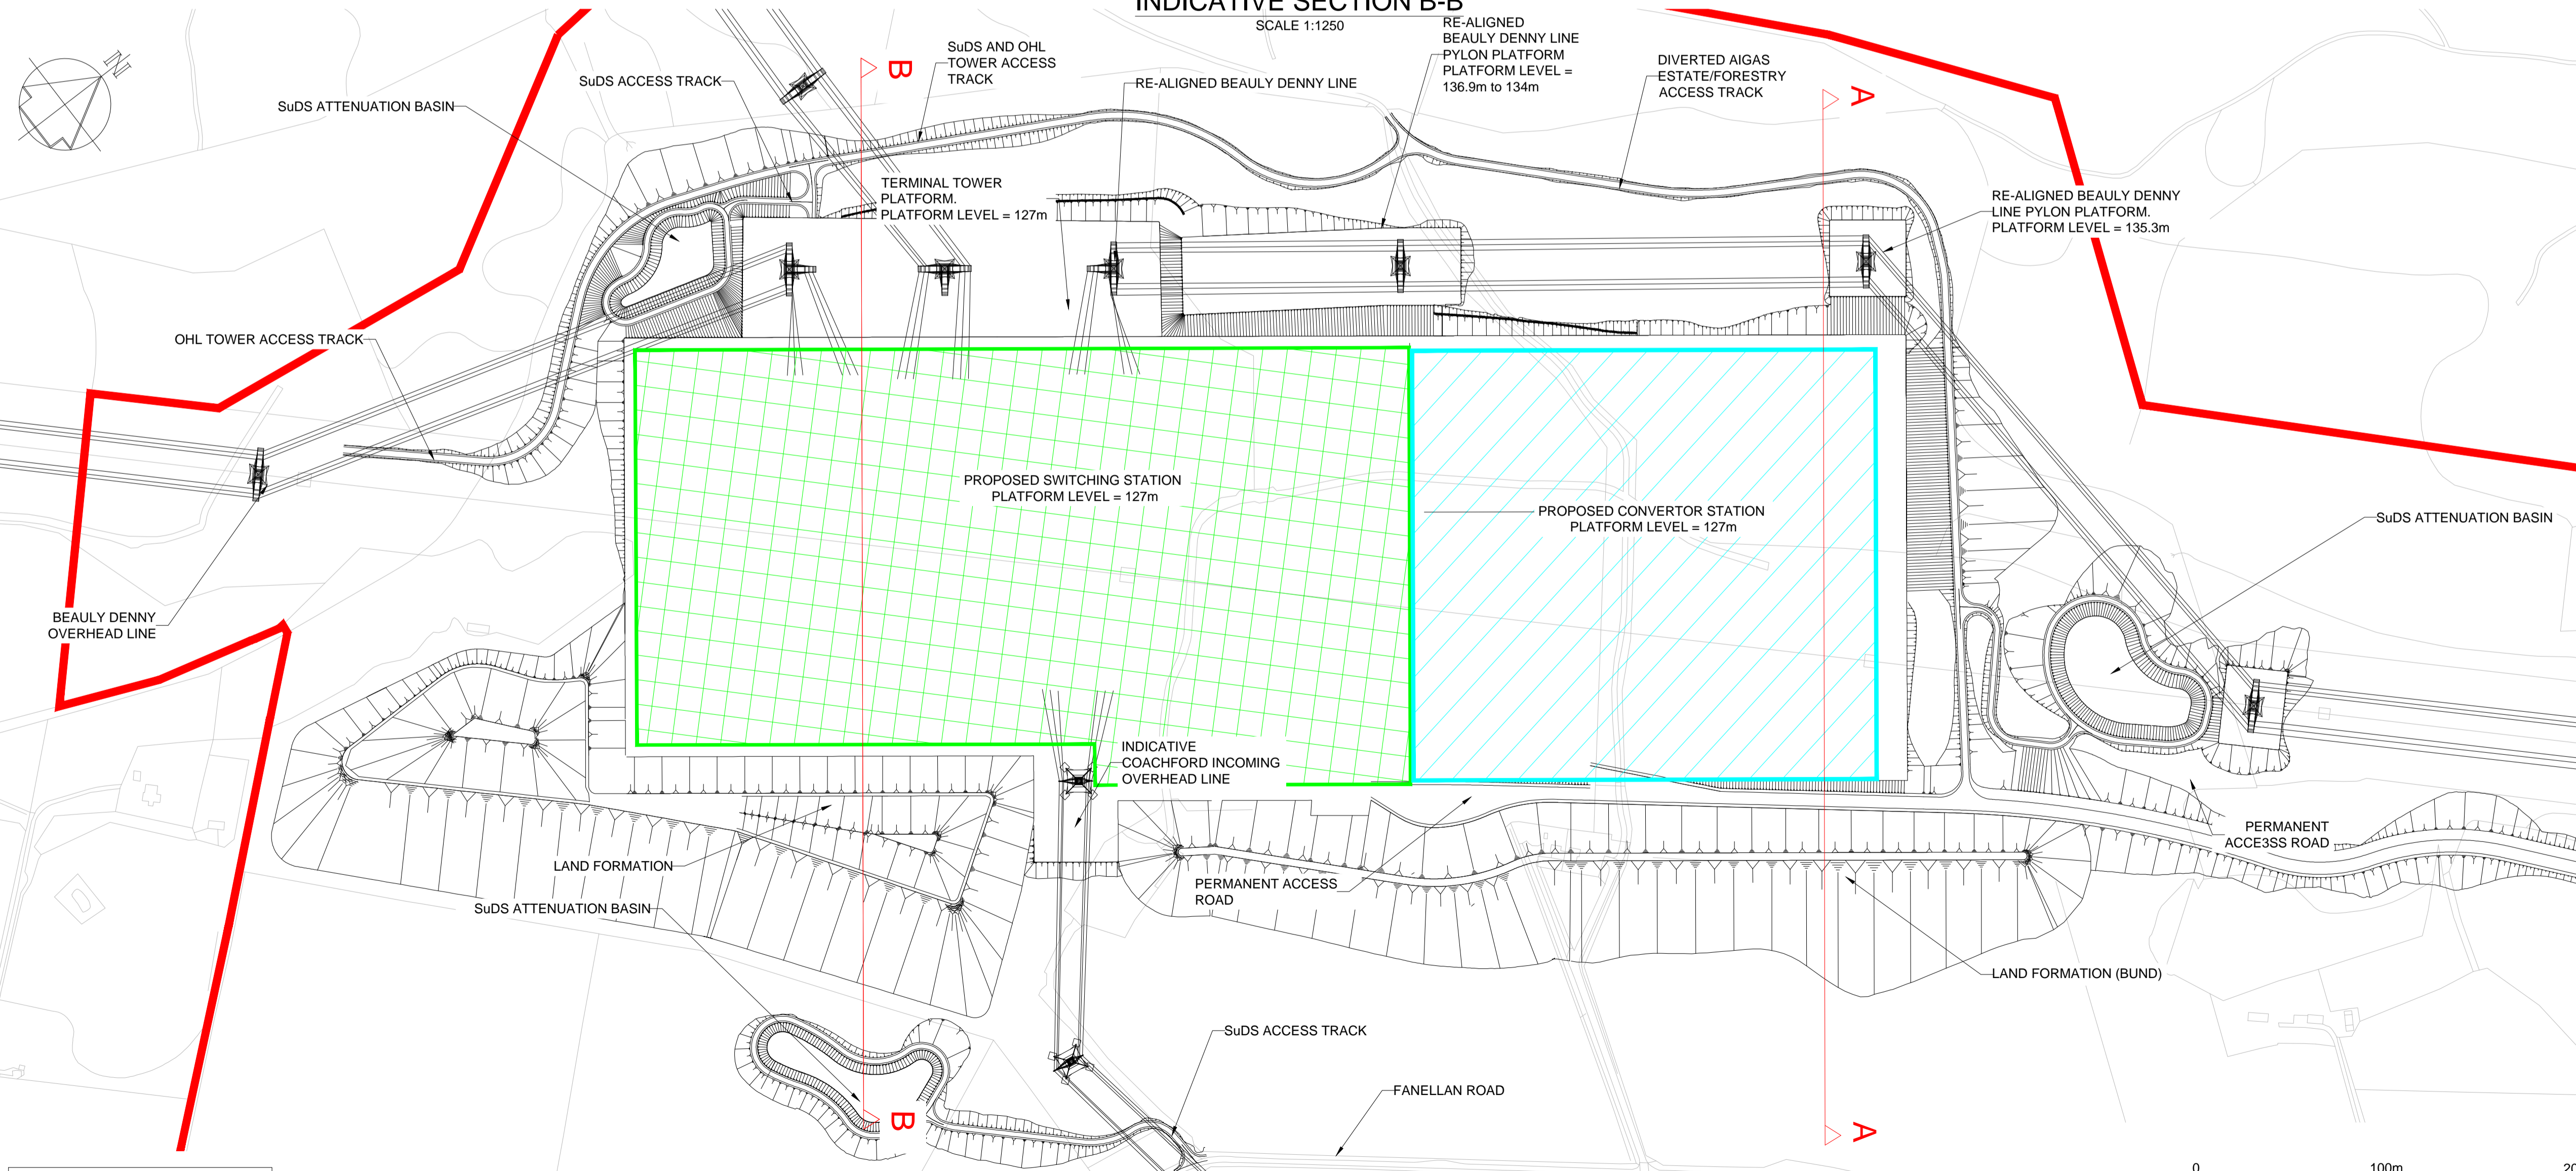 INDICATIVE SECTION B-B
SCALE 1:1250
N
SuDS ATTENUATION BASIN
SuDS ACCESS TRACK
B
SuDS AND OHL
TOWER ACCESS
TRACK
RE-ALIGNED BEAULY DENNY LINE
RE-ALIGNED
BEAULY DENNY LINE
PYLON PLATFORM
PLATFORM LEVEL =
136.9m to 134m
DIVERTED AIGAS
ESTATE/FORESTRY
ACCESS TRACK
A
TERMINAL TOWER
PLATFORM.
PLATFORM LEVEL = 127m
RE-ALIGNED BEAULY DENNY
LINE PYLON PLATFORM.
PLATFORM LEVEL = 135.3m
OHL TOWER ACCESS TRACK
PROPOSED SWITCHING STATION
PLATFORM LEVEL = 127m
PROPOSED CONVERTOR STATION
PLATFORM LEVEL = 127m
SuDS ATTENUATION BASIN
BEAULY DENNY
OVERHEAD LINE
INDICATIVE
COACHFORD INCOMING
OVERHEAD LINE
LAND FORMATION
SuDS ATTENUATION BASIN
PERMANENT ACCESS
ROAD
PERMANENT
ACCE3SS ROAD
LAND FORMATION (BUND)
SuDS ACCESS TRACK
FANELLAN ROAD
B
A
0
100m